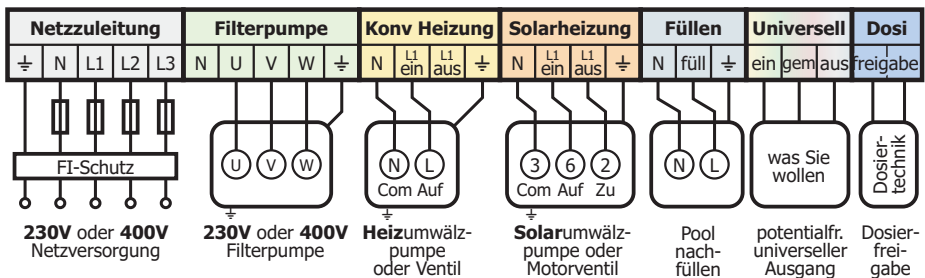 Netzzuleitung Filterpumpe Konv Heizung Solarheizung Füllen Universell Dosi
N L1 L2 L3 N U V W N L1 ein L1 aus N L1 ein L1 aus N füll ein gem aus freigabe
FI-Schutz
U V W
N L
Com Auf
3 6 2
Com Auf Zu
N L
was Sie
wollen
Dosier-
technik
230V oder 400V
Netzversorgung
230V oder 400V
Filterpumpe
Heizumwälz-
pumpe
oder Ventil
Solarumwälz-
pumpe oder
Motorventil
Pool
nach-
füllen
potentialfr.
universeller
Ausgang
Dosier-
frei-
gabe